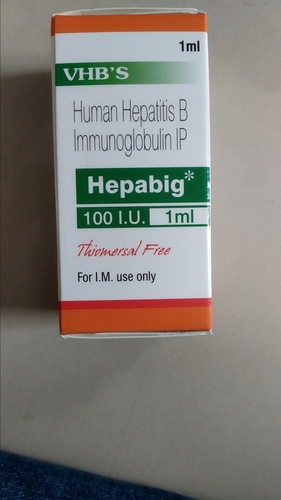 1ml
VHB'S
Human Hepatitis B
Immunoglobulin IP
Hepabig*
100 I.U. 1ml
Thiomersal Free
For I.M. use only